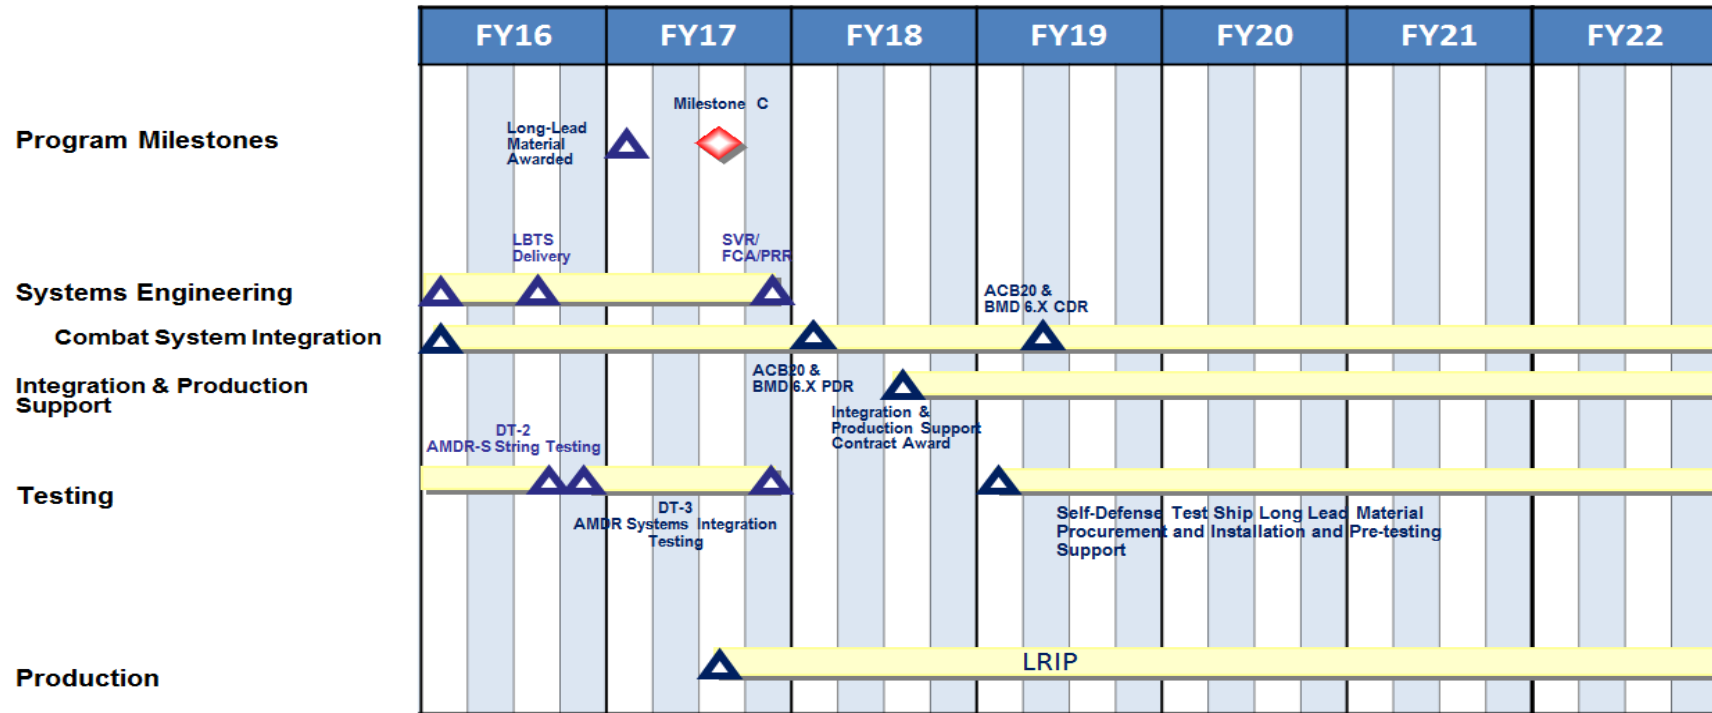 FY16 FY17 FY18 FY19 FY20 FY21 FY22
Milestone C
Program Milestones
Long-Lead
Material
Awarded
LBTS
Delivery
SVR/
FCA/PRR
Systems Engineering
ACB20 &
BMD 6.X CDR
Combat System Integration
Integration & Production
Support
ACB20 &
BMD 6.X PDR
Integration &
Production Support
Contract Award
DT-2
AMDR-S String Testing
Testing
DT-3
AMDR Systems Integration
Testing
Self-Defense Test Ship Long Lead Material
Procurement and Installation and Pre-testing
Support
Production
LRIP